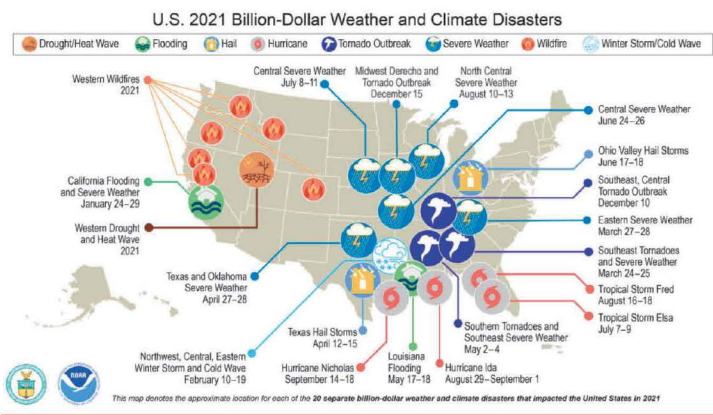 U.S. 2021 Billion-Dollar Weather and Climate Disasters
Drought/Heat Wave Flooding Hail Hurricane Tornado Outbreak Severe Weather Wildfire Winter Storm/Cold Wave
Western Wildfires
2021
Central Severe Weather
July 8–11
Midwest Derecho and
Tornado Outbreak
December 15
North Central
Severe Weather
August 10–13
Central Severe Weather
June 24–26
Ohio Valley Hail Storms
June 17–18
California Flooding
and Severe Weather
January 24–29
Southeast, Central
Tornado Outbreak
December 10
Western Drought
and Heat Wave
2021
Eastern Severe Weather
March 27–28
Texas and Oklahoma
Severe Weather
April 27–28
Southeast Tornadoes
and Severe Weather
March 24–25
Tropical Storm Fred
August 16–18
Tropical Storm Elsa
July 7–9
Texas Hail Storms
April 12–15
Southern Tornadoes and
Southeast Severe Weather
May 2–4
Northwest, Central, Eastern
Winter Storm and Cold Wave
February 10–19
Hurricane Nicholas
September 14–18
Louisiana
Flooding
May 17–18
Hurricane Ida
August 29–September 1
NOAA
This map denotes the approximate location for each of the 20 separate billion-dollar weather and climate disasters that impacted the United States in 2021